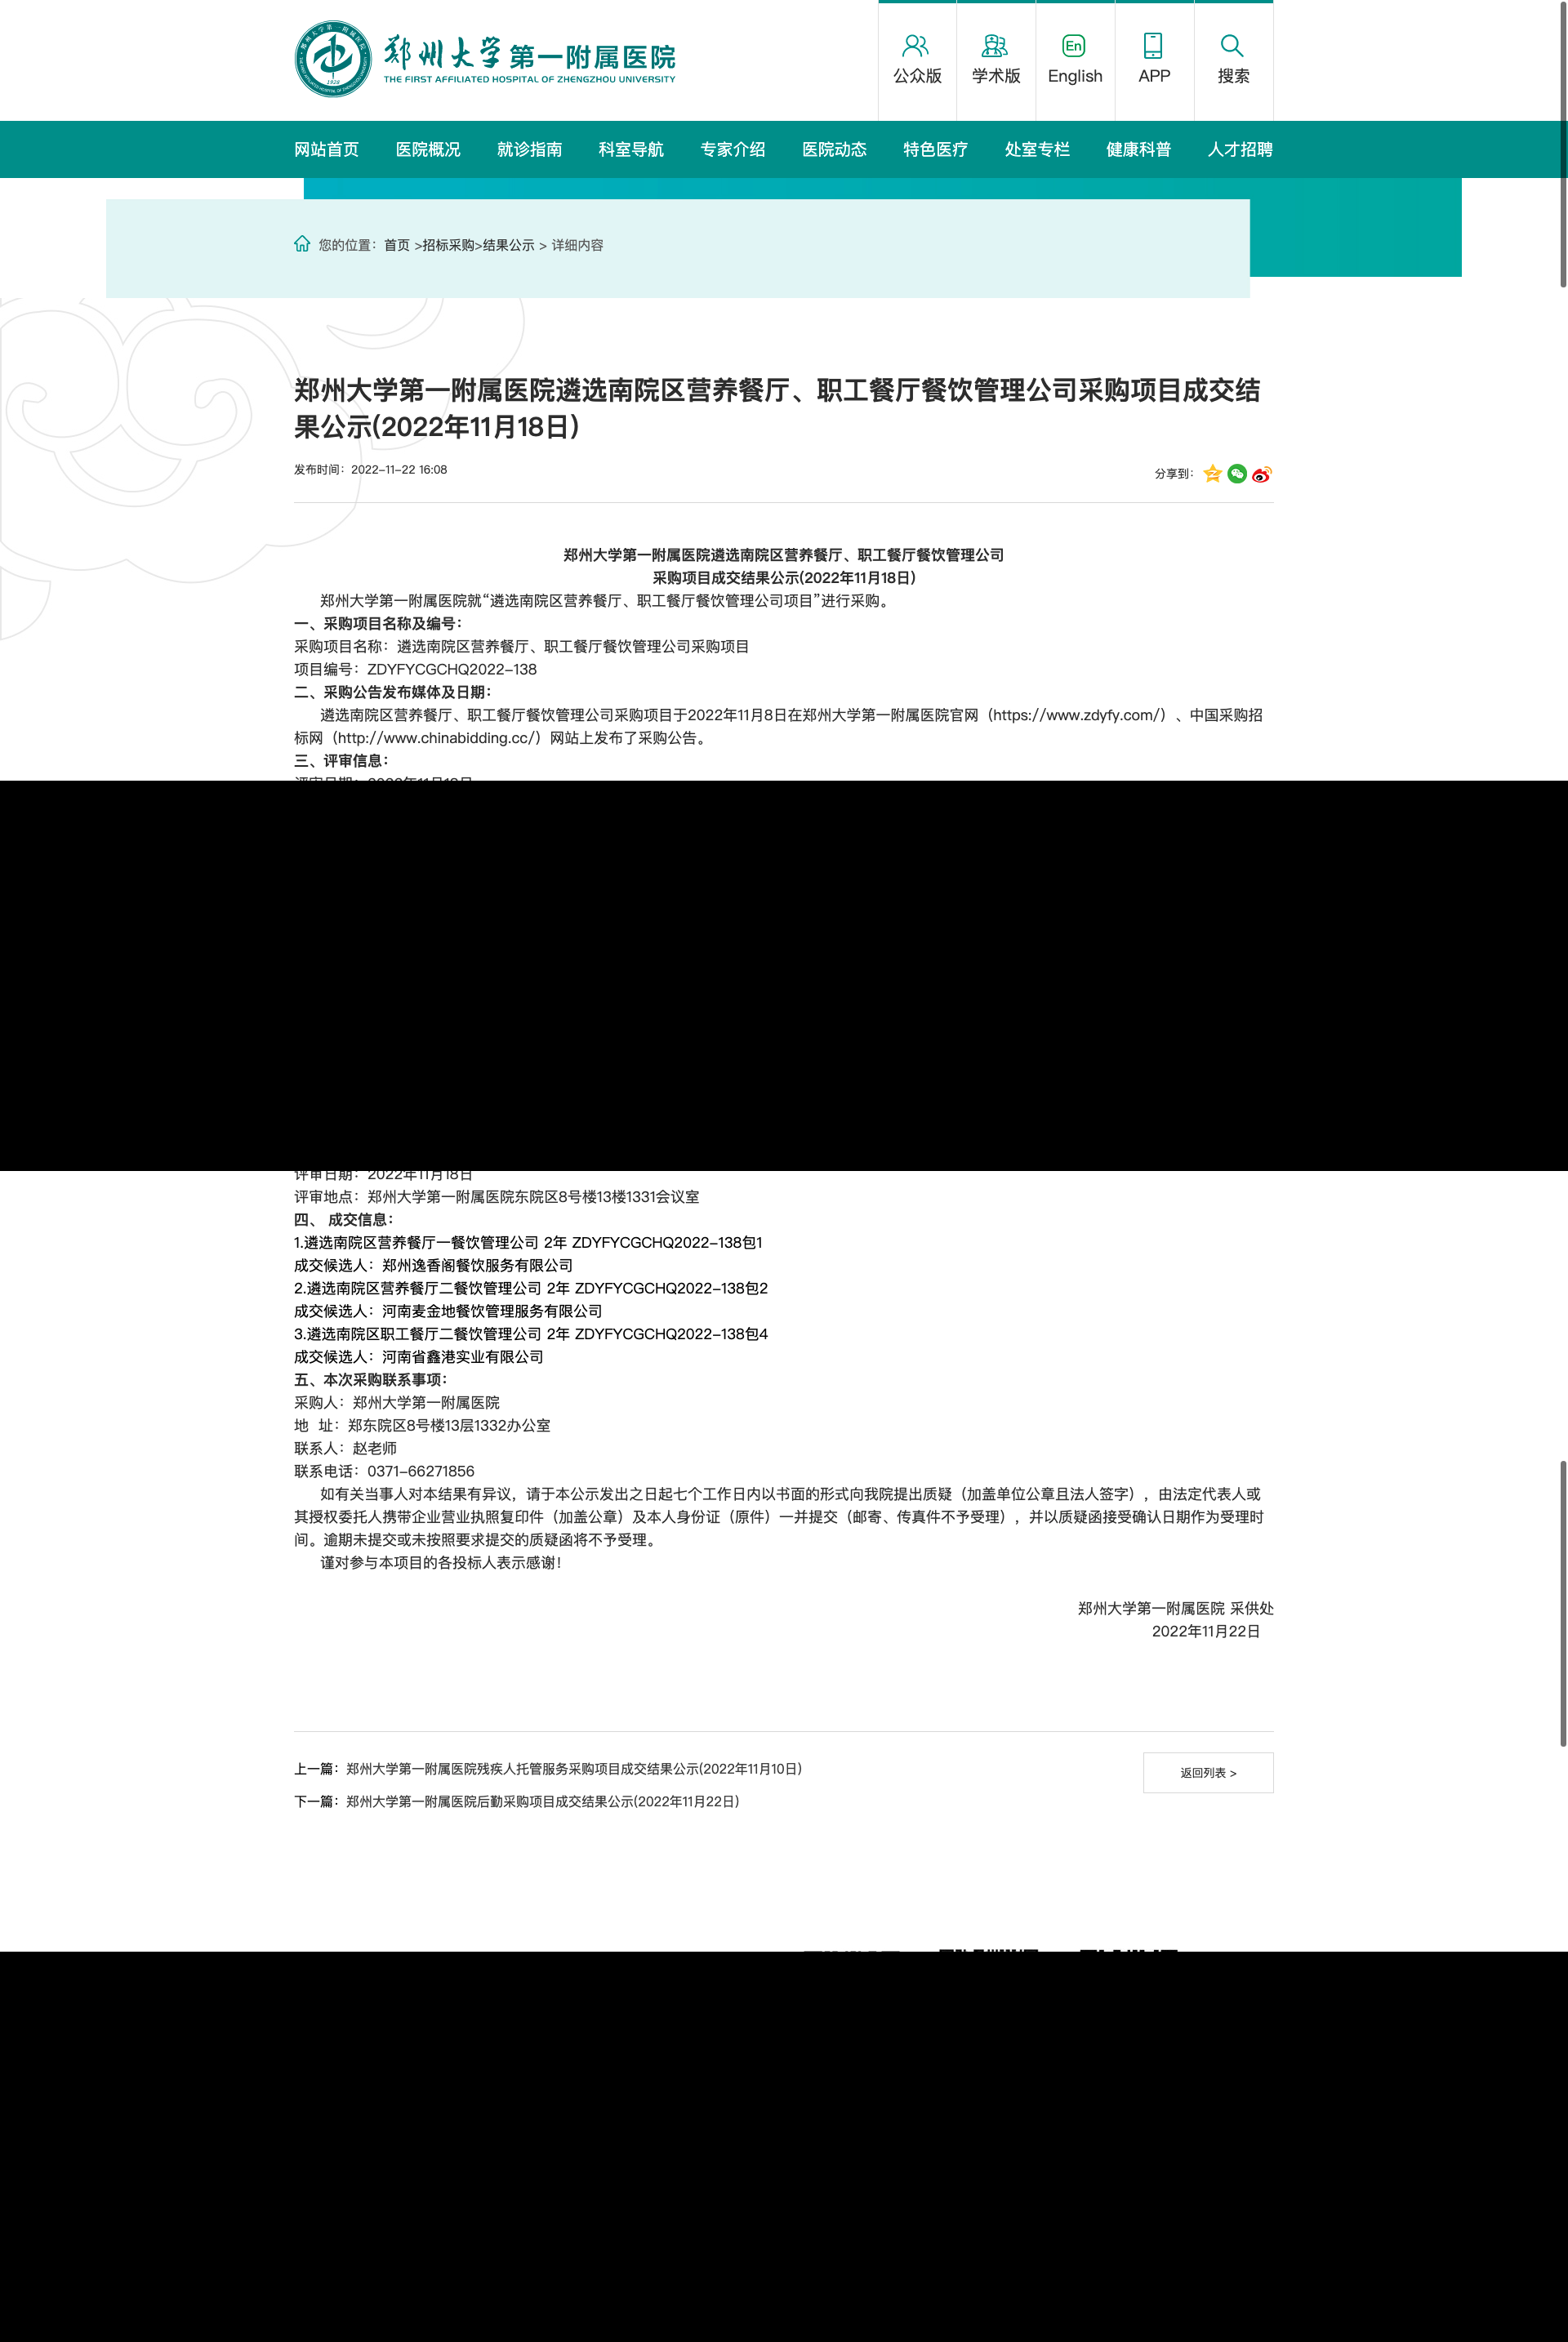 郑州大学第一附属医院
THE FIRST AFFILIATED HOSPITAL OF ZHENGZHOU UNIVERSITY
公众版
学术版
En
English
APP
搜索
网站首页 医院概况 就诊指南 科室导航 专家介绍 医院动态 特色医疗 处室专栏 健康科普 人才招聘
您的位置：首页 >招标采购>结果公示 > 详细内容
郑州大学第一附属医院遴选南院区营养餐厅、职工餐厅餐饮管理公司采购项目成交结
果公示(2022年11月18日)
发布时间：2022-11-22 16:08
分享到：
郑州大学第一附属医院遴选南院区营养餐厅、职工餐厅餐饮管理公司
采购项目成交结果公示(2022年11月18日)
郑州大学第一附属医院就“遴选南院区营养餐厅、职工餐厅餐饮管理公司项目”进行采购。
一、采购项目名称及编号：
采购项目名称：遴选南院区营养餐厅、职工餐厅餐饮管理公司采购项目
项目编号：ZDYFYCGCHQ2022-138
二、采购公告发布媒体及日期：
遴选南院区营养餐厅、职工餐厅餐饮管理公司采购项目于2022年11月8日在郑州大学第一附属医院官网（https://www.zdyfy.com/）、中国采购招
标网（http://www.chinabidding.cc/）网站上发布了采购公告。
三、评审信息：
评审日期：2022年11月18日
评审地点：郑州大学第一附属医院东院区8号楼13楼1331会议室
四、 成交信息：
1.遴选南院区营养餐厅一餐饮管理公司 2年 ZDYFYCGCHQ2022-138包1
成交候选人：郑州逸香阁餐饮服务有限公司
2.遴选南院区营养餐厅二餐饮管理公司 2年 ZDYFYCGCHQ2022-138包2
成交候选人：河南麦金地餐饮管理服务有限公司
3.遴选南院区职工餐厅二餐饮管理公司 2年 ZDYFYCGCHQ2022-138包4
成交候选人：河南省鑫港实业有限公司
五、本次采购联系事项：
采购人：郑州大学第一附属医院
地  址：郑东院区8号楼13层1332办公室
联系人：赵老师
联系电话：0371-66271856
如有关当事人对本结果有异议，请于本公示发出之日起七个工作日内以书面的形式向我院提出质疑（加盖单位公章且法人签字），由法定代表人或
其授权委托人携带企业营业执照复印件（加盖公章）及本人身份证（原件）一并提交（邮寄、传真件不予受理），并以质疑函接受确认日期作为受理时
间。逾期未提交或未按照要求提交的质疑函将不予受理。
谨对参与本项目的各投标人表示感谢！
郑州大学第一附属医院 采供处
2022年11月22日
上一篇：郑州大学第一附属医院残疾人托管服务采购项目成交结果公示(2022年11月10日)
返回列表 >
下一篇：郑州大学第一附属医院后勤采购项目成交结果公示(2022年11月22日)